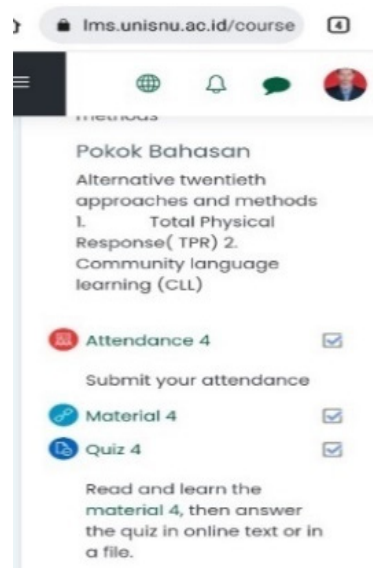 lms.unisnu.ac.id/course 4
methods
Pokok Bahasan
Alternative twentieth
approaches and methods
1. Total Physical
Response( TPR) 2.
Community language
learning (CLL)
Attendance 4
Submit your attendance
Material 4
Quiz 4
Read and learn the
material 4, then answer
the quiz in online text or in
a file.